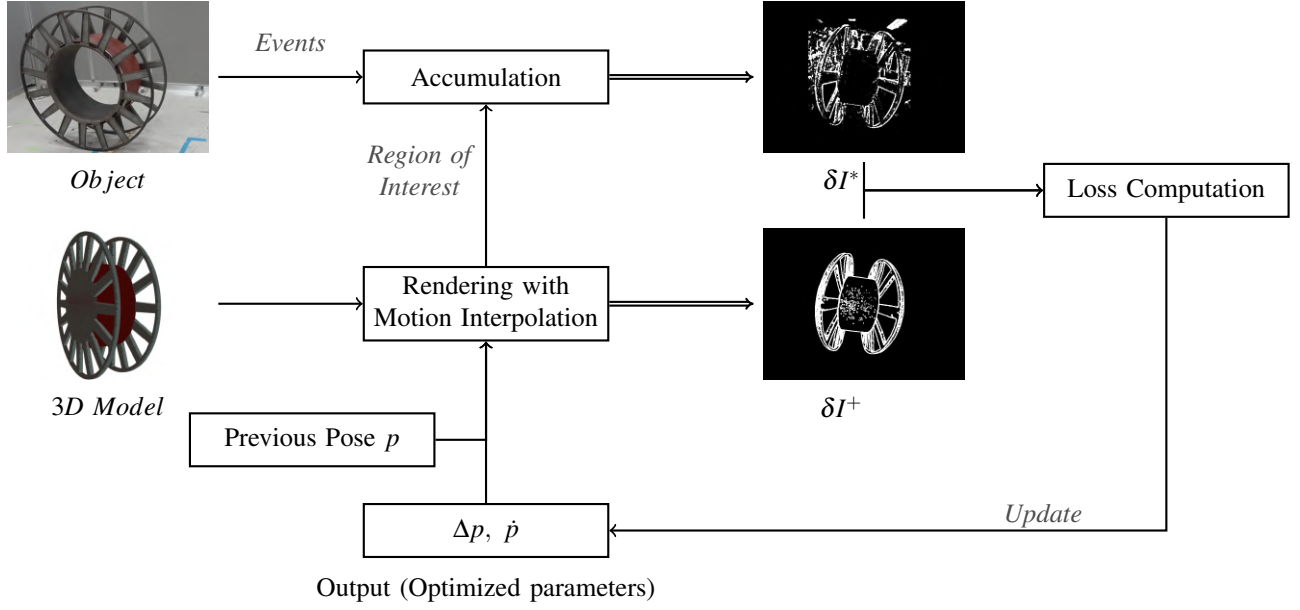 Events
Accumulation
Object
Region of
Interest
δI*
Loss Computation
Rendering with
Motion Interpolation
3D Model
δI⁺
Previous Pose p
Δp, ṗ
Update
Output (Optimized parameters)